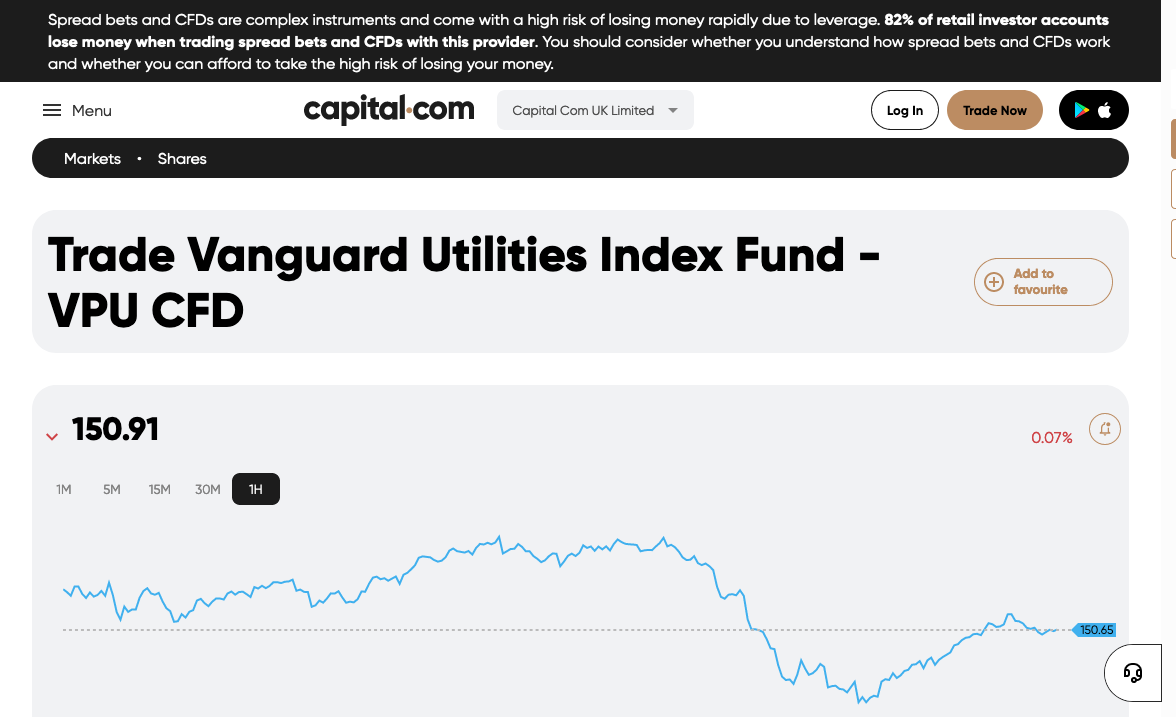 Spread bets and CFDs are complex instruments and come with a high risk of losing money rapidly due to leverage. 82% of retail investor accounts
lose money when trading spread bets and CFDs with this provider. You should consider whether you understand how spread bets and CFDs work
and whether you can afford to take the high risk of losing your money.
Menu
capital.com
Capital Com UK Limited
Log In
Trade Now
Markets • Shares
Trade Vanguard Utilities Index Fund -
VPU CFD
Add to
favourite
150.91
0.07%
1M 5M 15M 30M 1H
150.65